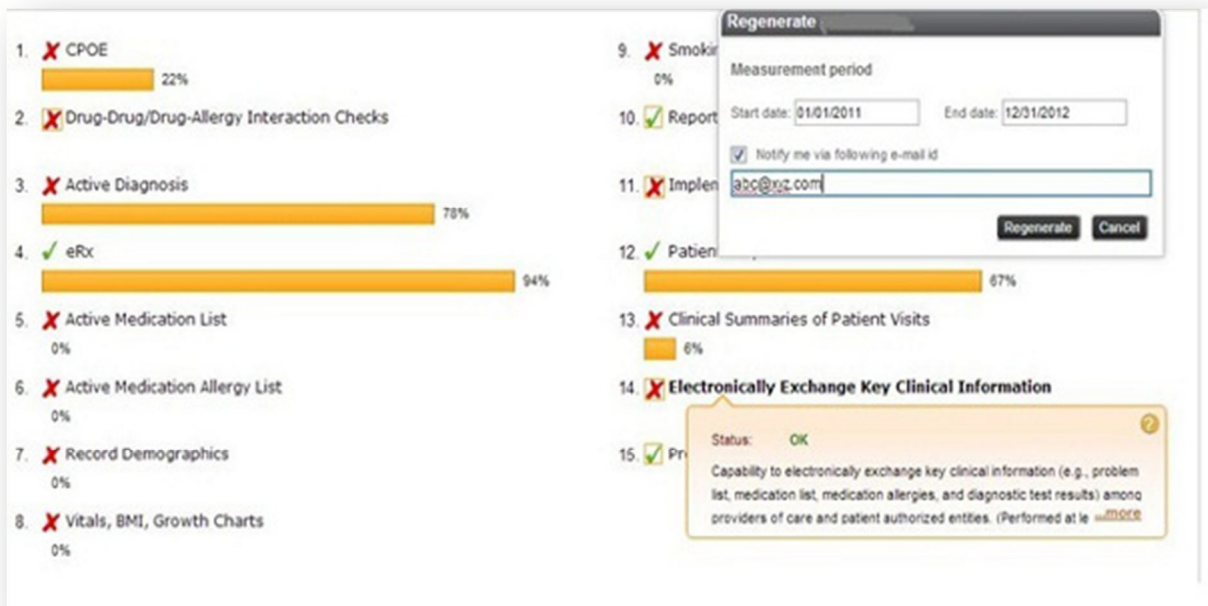 1. CPOE
22%
2. Drug-Drug/Drug-Allergy Interaction Checks
3. Active Diagnosis
78%
4. eRx
94%
5. Active Medication List
0%
6. Active Medication Allergy List
0%
7. Record Demographics
0%
8. Vitals, BMI, Growth Charts
0%
9. Smokin
0%
10. Report
11. Implen
12. Patien
67%
13. Clinical Summaries of Patient Visits
6%
14. Electronically Exchange Key Clinical Information
15. Pr
Regenerate
Measurement period
Start date: 01/01/2011 End date: 12/31/2012
Notify me via following e-mail id
abc@xyz.com
Regenerate Cancel
?
Status: OK
Capability to electronically exchange key clinical information (e.g., problem
list, medication list, medication allergies, and diagnostic test results) among
providers of care and patient authorized entities. (Performed at le ...more